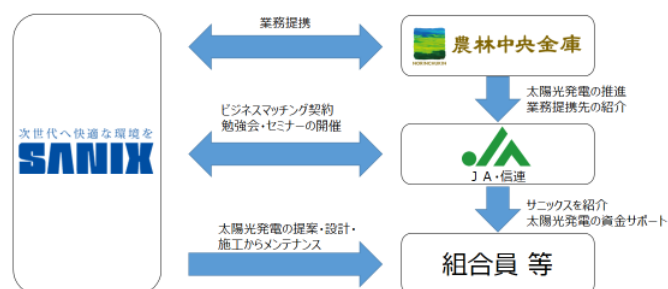 業務提携
農林中央金庫
NORINCHUKIN
太陽光発電の推進
業務提携先の紹介
ビジネスマッチング契約
勉強会・セミナーの開催
次世代へ快適な環境を
SANIX
JA
JA・信連
サニックスを紹介
太陽光発電の資金サポート
太陽光発電の提案・設計・
施工からメンテナンス
組合員 等